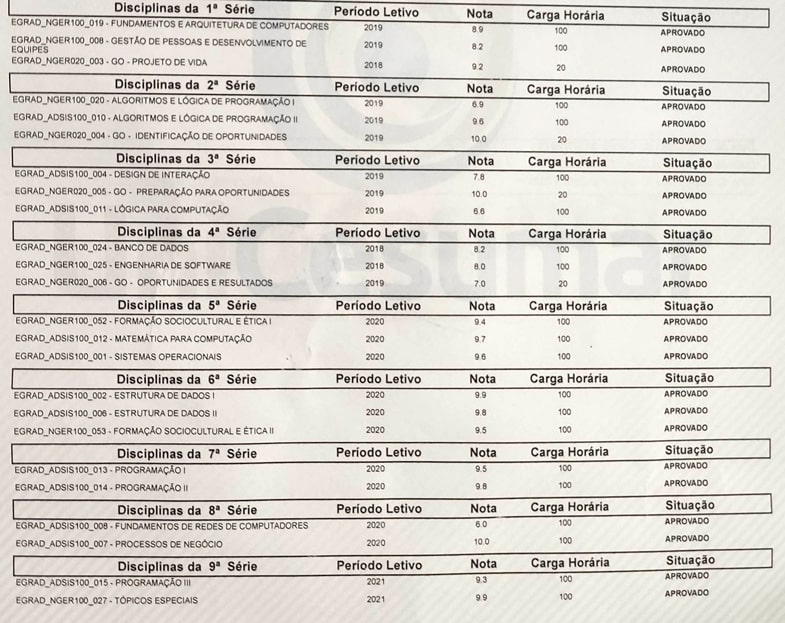 Disciplinas da 1ª Série Período Letivo Nota Carga Horária Situação
EGRAD_NGER100_019 - FUNDAMENTOS E ARQUITETURA DE COMPUTADORES 2019 8.9 100 APROVADO
EGRAD_NGER100_008 - GESTÃO DE PESSOAS E DESENVOLVIMENTO DE 2019 8.2 100 APROVADO
EQUIPES
EGRAD_NGER020_003 - GO - PROJETO DE VIDA 2018 9.2 20 APROVADO
Disciplinas da 2ª Série Período Letivo Nota Carga Horária Situação
EGRAD_NGER100_020 - ALGORITMOS E LÓGICA DE PROGRAMAÇÃO I 2019 6.9 100 APROVADO
EGRAD_ADSIS100_010 - ALGORITMOS E LÓGICA DE PROGRAMAÇÃO II 2019 9.6 100 APROVADO
EGRAD_NGER020_004 - GO - IDENTIFICAÇÃO DE OPORTUNIDADES 2019 10.0 20 APROVADO
Disciplinas da 3ª Série Período Letivo Nota Carga Horária Situação
EGRAD_ADSIS100_004 - DESIGN DE INTERAÇÃO 2019 7.8 100 APROVADO
EGRAD_NGER020_005 - GO - PREPARAÇÃO PARA OPORTUNIDADES 2019 10.0 20 APROVADO
EGRAD_ADSIS100_011 - LÓGICA PARA COMPUTAÇÃO 2019 6.6 100 APROVADO
Disciplinas da 4ª Série Período Letivo Nota Carga Horária Situação
EGRAD_NGER100_024 - BANCO DE DADOS 2018 8.2 100 APROVADO
EGRAD_NGER100_025 - ENGENHARIA DE SOFTWARE 2018 8.0 100 APROVADO
EGRAD_NGER020_006 - GO - OPORTUNIDADES E RESULTADOS 2019 7.0 20 APROVADO
Cesuma
Disciplinas da 5ª Série Período Letivo Nota Carga Horária Situação
EGRAD_NGER100_052 - FORMAÇÃO SOCIOCULTURAL E ÉTICA I 2020 9.4 100 APROVADO
EGRAD_ADSIS100_012 - MATEMÁTICA PARA COMPUTAÇÃO 2020 9.7 100 APROVADO
EGRAD_ADSIS100_001 - SISTEMAS OPERACIONAIS 2020 9.6 100 APROVADO
Disciplinas da 6ª Série Período Letivo Nota Carga Horária Situação
EGRAD_ADSIS100_002 - ESTRUTURA DE DADOS I 2020 9.9 100 APROVADO
EGRAD_ADSIS100_006 - ESTRUTURA DE DADOS II 2020 9.8 100 APROVADO
EGRAD_NGER100_053 - FORMAÇÃO SOCIOCULTURAL E ÉTICA II 2020 9.5 100 APROVADO
Disciplinas da 7ª Série Período Letivo Nota Carga Horária Situação
EGRAD_ADSIS100_013 - PROGRAMAÇÃO I 2020 9.5 100 APROVADO
EGRAD_ADSIS100_014 - PROGRAMAÇÃO II 2020 9.8 100 APROVADO
Disciplinas da 8ª Série Período Letivo Nota Carga Horária Situação
EGRAD_ADSIS100_008 - FUNDAMENTOS DE REDES DE COMPUTADORES 2020 6.0 100 APROVADO
EGRAD_ADSIS100_007 - PROCESSOS DE NEGÓCIO 2020 10.0 100 APROVADO
Disciplinas da 9ª Série Período Letivo Nota Carga Horária Situação
EGRAD_ADSIS100_015 - PROGRAMAÇÃO III 2021 9.3 100 APROVADO
EGRAD_NGER100_027 - TÓPICOS ESPECIAIS 2021 9.9 100 APROVADO